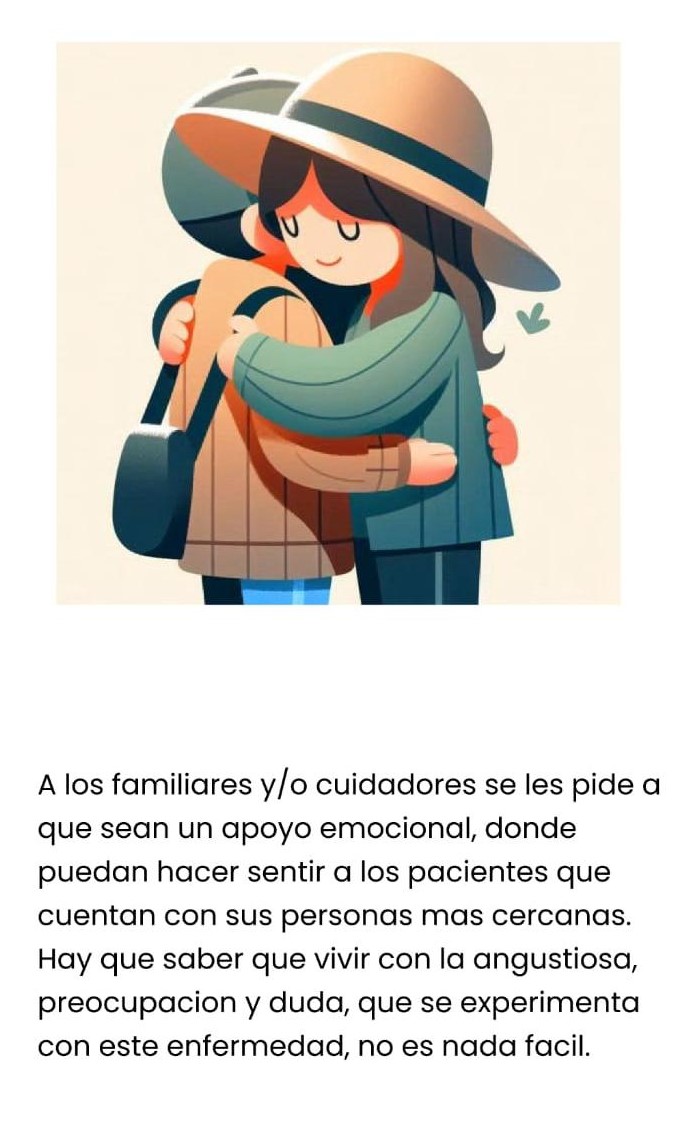 A los familiares y/o cuidadores se les pide a
que sean un apoyo emocional, donde
puedan hacer sentir a los pacientes que
cuentan con sus personas mas cercanas.
Hay que saber que vivir con la angustiosa,
preocupacion y duda, que se experimenta
con este enfermedad, no es nada facil.